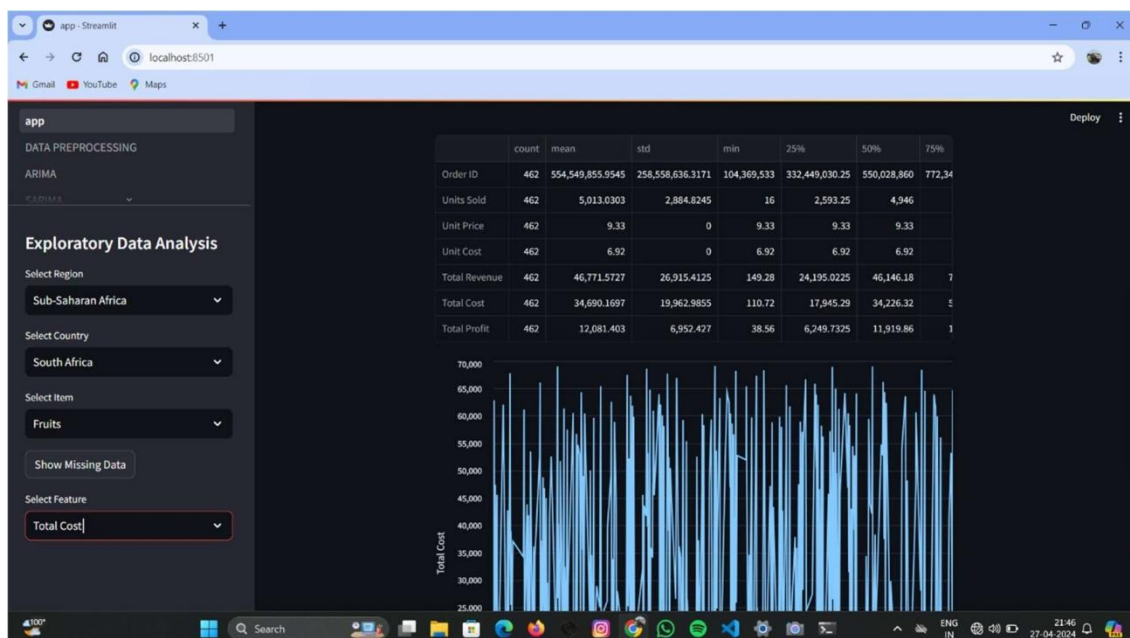 app - Streamlit
localhost:8501
Gmail YouTube Maps
app
DATA PREPROCESSING
ARIMA
SARIMA
Exploratory Data Analysis
Select Region
Sub-Saharan Africa
Select Country
South Africa
Select Item
Fruits
Show Missing Data
Select Feature
Total Cost
Deploy
count mean std min 25% 50% 75%
Order ID 462 554,549,855.9545 258,558,636.3171 104,369,533 332,449,030.25 550,028,860 772,34
Units Sold 462 5,013.0303 2,884.8245 16 2,593.25 4,946
Unit Price 462 9.33 0 9.33 9.33 9.33
Unit Cost 462 6.92 0 6.92 6.92 6.92
Total Revenue 462 46,771.5727 26,915.4125 149.28 24,195.0225 46,146.18 7
Total Cost 462 34,690.1697 19,962.9855 110.72 17,945.29 34,226.32 5
Total Profit 462 12,081.403 6,952.427 38.56 6,249.7325 11,919.86 1
70,000
65,000
60,000
55,000
50,000
45,000
40,000
35,000
30,000
25,000
Total Cost
100°
Search
ENG
IN
21:46
27-04-2024